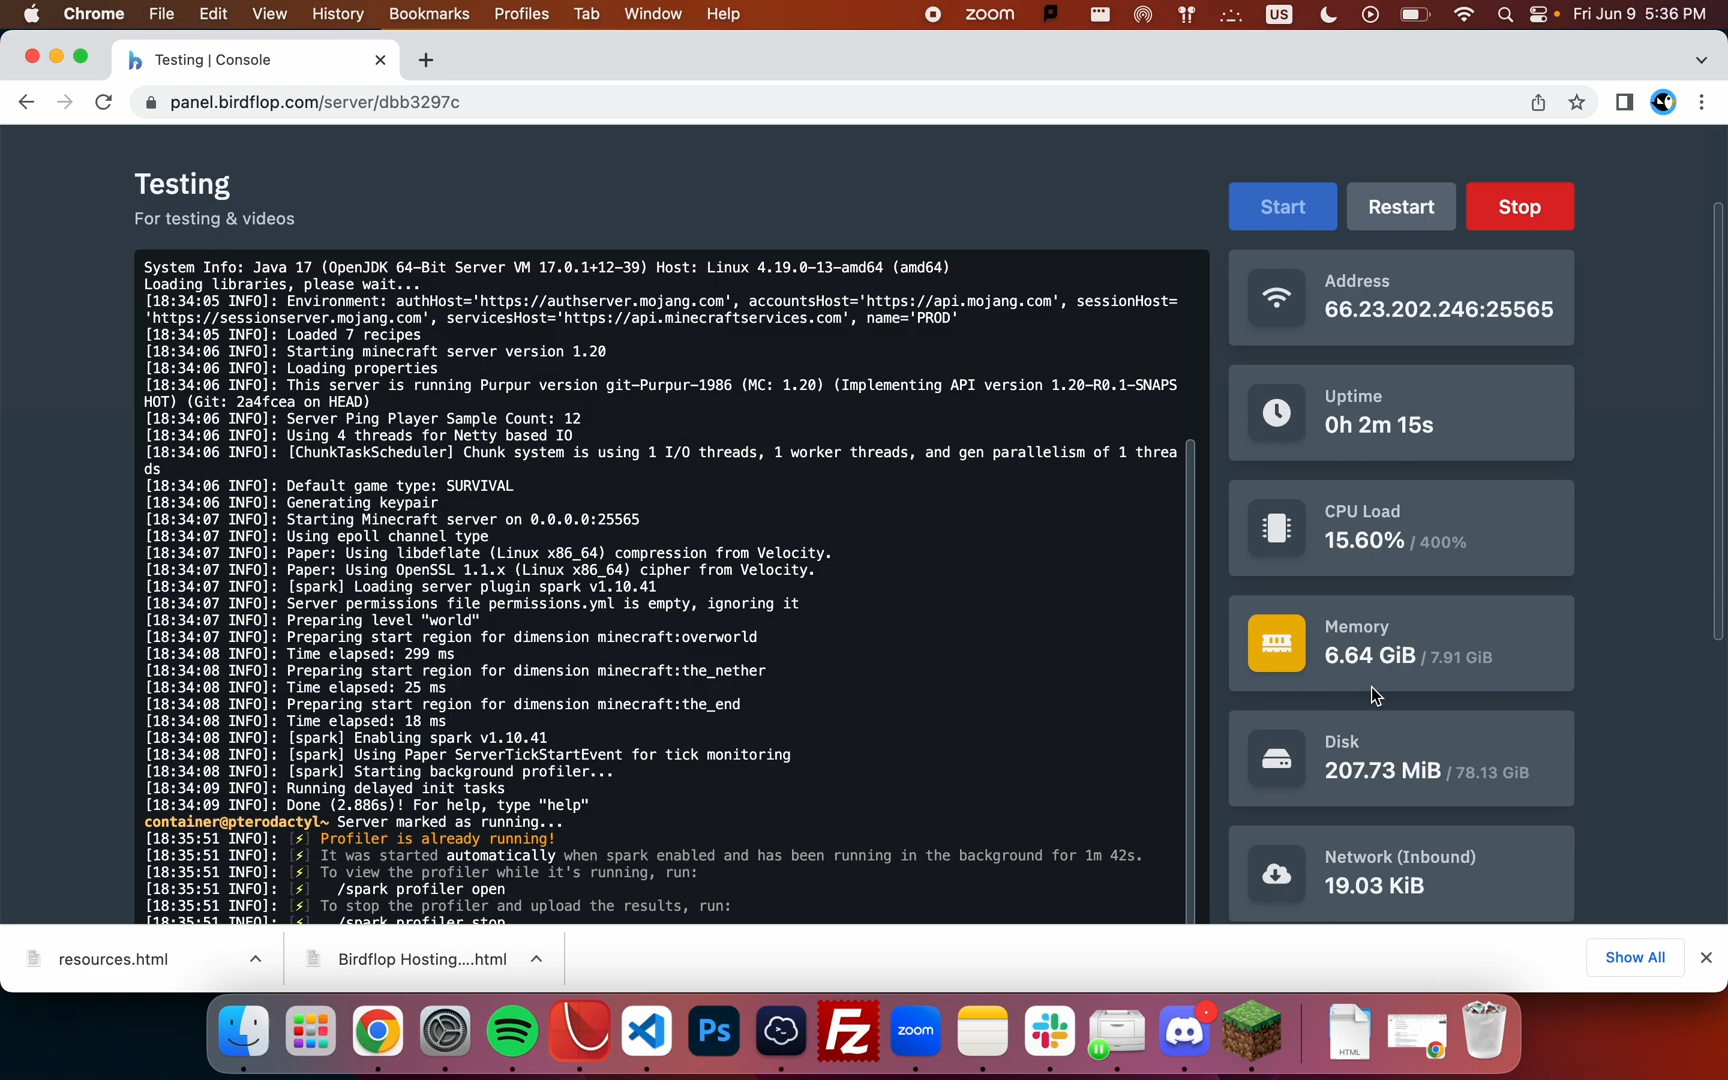 Chrome File Edit View History Bookmarks Profiles Tab Window Help zoom US Fri Jun 9 5:36 PM
Testing | Console
panel.birdflop.com/server/dbb3297c
Testing
For testing & videos
Start Restart Stop
System Info: Java 17 (OpenJDK 64-Bit Server VM 17.0.1+12-39) Host: Linux 4.19.0-13-amd64 (amd64)
Loading libraries, please wait...
[18:34:05 INFO]: Environment: authHost='https://authserver.mojang.com', accountsHost='https://api.mojang.com', sessionHost=
'https://sessionserver.mojang.com', servicesHost='https://api.minecraftservices.com', name='PROD'
[18:34:05 INFO]: Loaded 7 recipes
[18:34:06 INFO]: Starting minecraft server version 1.20
[18:34:06 INFO]: Loading properties
[18:34:06 INFO]: This server is running Purpur version git-Purpur-1986 (MC: 1.20) (Implementing API version 1.20-R0.1-SNAPS
HOT) (Git: 2a4fcea on HEAD)
[18:34:06 INFO]: Server Ping Player Sample Count: 12
[18:34:06 INFO]: Using 4 threads for Netty based IO
[18:34:06 INFO]: [ChunkTaskScheduler] Chunk system is using 1 I/O threads, 1 worker threads, and gen parallelism of 1 threa
ds
[18:34:06 INFO]: Default game type: SURVIVAL
[18:34:06 INFO]: Generating keypair
[18:34:07 INFO]: Starting Minecraft server on 0.0.0.0:25565
[18:34:07 INFO]: Using epoll channel type
[18:34:07 INFO]: Paper: Using libdeflate (Linux x86_64) compression from Velocity.
[18:34:07 INFO]: Paper: Using OpenSSL 1.1.x (Linux x86_64) cipher from Velocity.
[18:34:07 INFO]: [spark] Loading server plugin spark v1.10.41
[18:34:07 INFO]: Server permissions file permissions.yml is empty, ignoring it
[18:34:07 INFO]: Preparing level "world"
[18:34:07 INFO]: Preparing start region for dimension minecraft:overworld
[18:34:08 INFO]: Time elapsed: 299 ms
[18:34:08 INFO]: Preparing start region for dimension minecraft:the_nether
[18:34:08 INFO]: Time elapsed: 25 ms
[18:34:08 INFO]: Preparing start region for dimension minecraft:the_end
[18:34:08 INFO]: Time elapsed: 18 ms
[18:34:08 INFO]: [spark] Enabling spark v1.10.41
[18:34:08 INFO]: [spark] Using Paper ServerTickStartEvent for tick monitoring
[18:34:08 INFO]: [spark] Starting background profiler...
[18:34:09 INFO]: Running delayed init tasks
[18:34:09 INFO]: Done (2.886s)! For help, type "help"
container@pterodactyl~ Server marked as running...
[18:35:51 INFO]: [⚡] Profiler is already running!
[18:35:51 INFO]: [⚡] It was started automatically when spark enabled and has been running in the background for 1m 42s.
[18:35:51 INFO]: [⚡] To view the profiler while it's running, run:
[18:35:51 INFO]: [⚡] /spark profiler open
[18:35:51 INFO]: [⚡] To stop the profiler and upload the results, run:
[18:35:51 INFO]: [⚡] /spark profiler stop
Address
66.23.202.246:25565
Uptime
0h 2m 15s
CPU Load
15.60% / 400%
Memory
6.64 GiB / 7.91 GiB
Disk
207.73 MiB / 78.13 GiB
Network (Inbound)
19.03 KiB
resources.html Birdflop Hosting....html Show All
Ps Fz zoom HTML